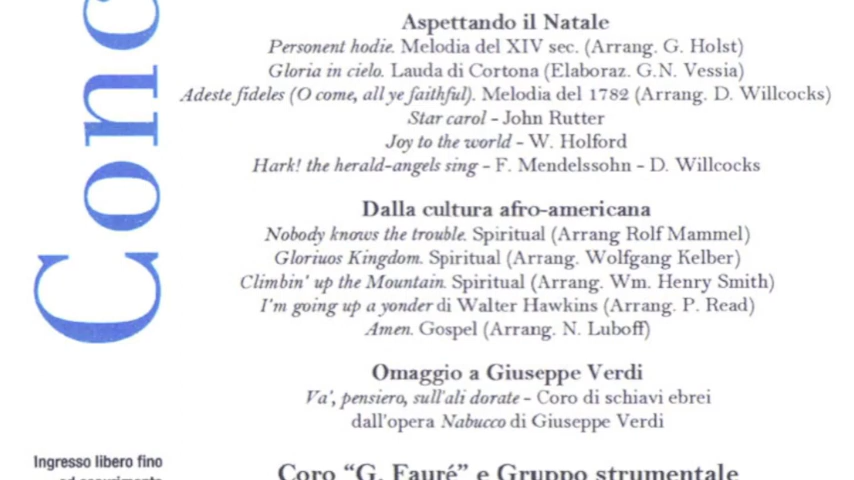 Conc
Aspettando il Natale
Personent hodie. Melodia del XIV sec. (Arrang. G. Holst)
Gloria in cielo. Lauda di Cortona (Elaboraz. G.N. Vessia)
Adeste fideles (O come, all ye faithful). Melodia del 1782 (Arrang. D. Willcocks)
Star carol - John Rutter
Joy to the world - W. Holford
Hark! the herald-angels sing - F. Mendelssohn - D. Willcocks
Dalla cultura afro-americana
Nobody knows the trouble. Spiritual (Arrang Rolf Mammel)
Gloriuos Kingdom. Spiritual (Arrang. Wolfgang Kelber)
Climbin' up the Mountain. Spiritual (Arrang. Wm. Henry Smith)
I'm going up a yonder di Walter Hawkins (Arrang. P. Read)
Amen. Gospel (Arrang. N. Luboff)
Omaggio a Giuseppe Verdi
Va', pensiero, sull'ali dorate - Coro di schiavi ebrei
dall'opera Nabucco di Giuseppe Verdi
Ingresso libero fino
Coro “G. Fauré” e Gruppo strumentale